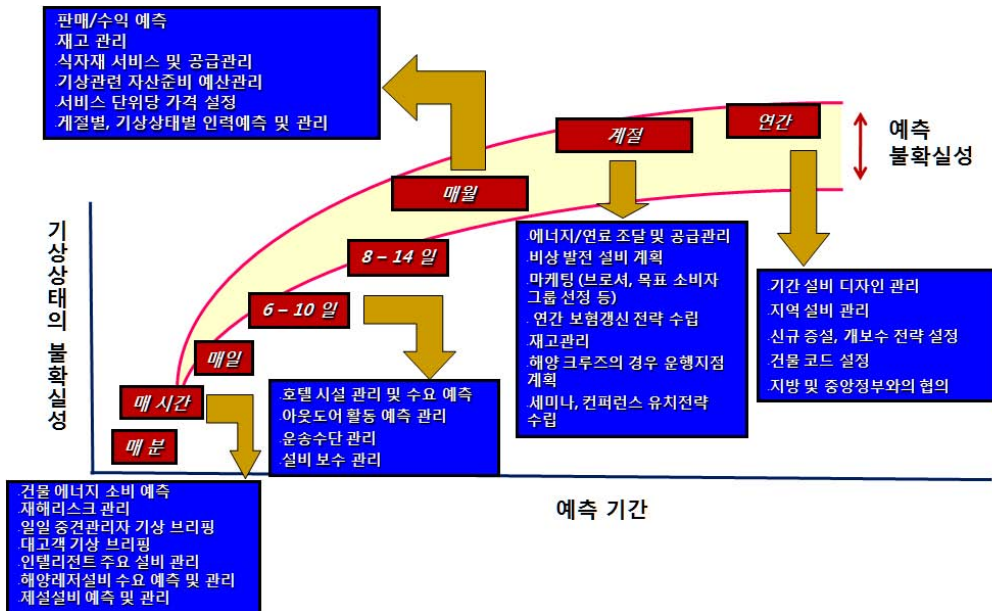 .판매/수익 예측
.재고 관리
.식자재 서비스 및 공급관리
.기상관련 자산준비 예산관리
.서비스 단위당 가격 설정
.계절별, 기상상태별 인력예측 및 관리
연간
계절
예측
불확실성
매월
기상상태의 불확실성
8 – 14 일
6 – 10 일
매일
매 시간
매 분
.에너지/연료 조달 및 공급관리
.비상 발전 설비 계획
.마케팅 (브로셔, 목표 소비자
그룹 선정 등)
. 연간 보험갱신 전략 수립
.재고관리
.해양 크루즈의 경우 운행지점
계획
.세미나, 컨퍼런스 유치전략
수립
.기간 설비 디자인 관리
.지역 설비 관리
.신규 증설, 개보수 전략 설정
.건물 코드 설정
.지방 및 중앙정부와의 협의
.호텔 시설 관리 및 수요 예측
.아웃도어 활동 예측 관리
.운송수단 관리
.설비 보수 관리
.건물 에너지 소비 예측
.재해리스크 관리
.일일 중견관리자 기상 브리핑
.대고객 기상 브리핑
.인텔리전트 주요 설비 관리
.해양레저설비 수요 예측 및 관리
.제설설비 예측 및 관리
예측 기간